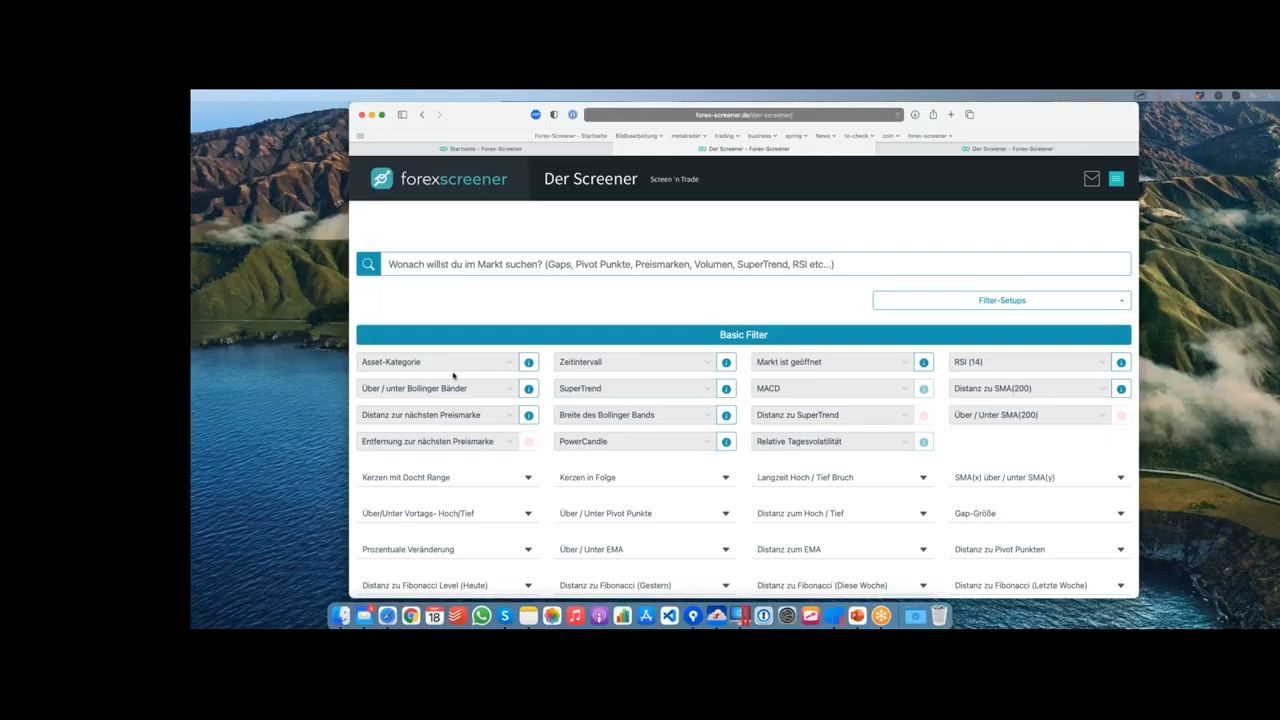 forex-screener.de/der-screener/
Forex-Screener - Startseite Bildbearbeitung metatrader trading business spring News to-check coin forex-screener
Startseite - Forex-Screener Der Screener - Forex-Screener Der Screener - Forex-Screener
forexscreener Der Screener Screen 'n Trade
Wonach willst du im Markt suchen? (Gaps, Pivot Punkte, Preismarken, Volumen, SuperTrend, RSI etc...)
Filter-Setups
Basic Filter
Asset-Kategorie Zeitintervall Markt ist geöffnet RSI (14)
Über / unter Bollinger Bänder SuperTrend MACD Distanz zu SMA(200)
Distanz zur nächsten Preismarke Breite des Bollinger Bands Distanz zu SuperTrend Über / Unter SMA(200)
Entfernung zur nächsten Preismarke PowerCandle Relative Tagesvolatilität
Kerzen mit Docht Range Kerzen in Folge Langzeit Hoch / Tief Bruch SMA(x) über / unter SMA(y)
Über/Unter Vortags- Hoch/Tief Über / Unter Pivot Punkte Distanz zum Hoch / Tief Gap-Größe
Prozentuale Veränderung Über / Unter EMA Distanz zum EMA Distanz zu Pivot Punkten
Distanz zu Fibonacci Level (Heute) Distanz zu Fibonacci (Gestern) Distanz zu Fibonacci (Diese Woche) Distanz zu Fibonacci (Letzte Woche)
18